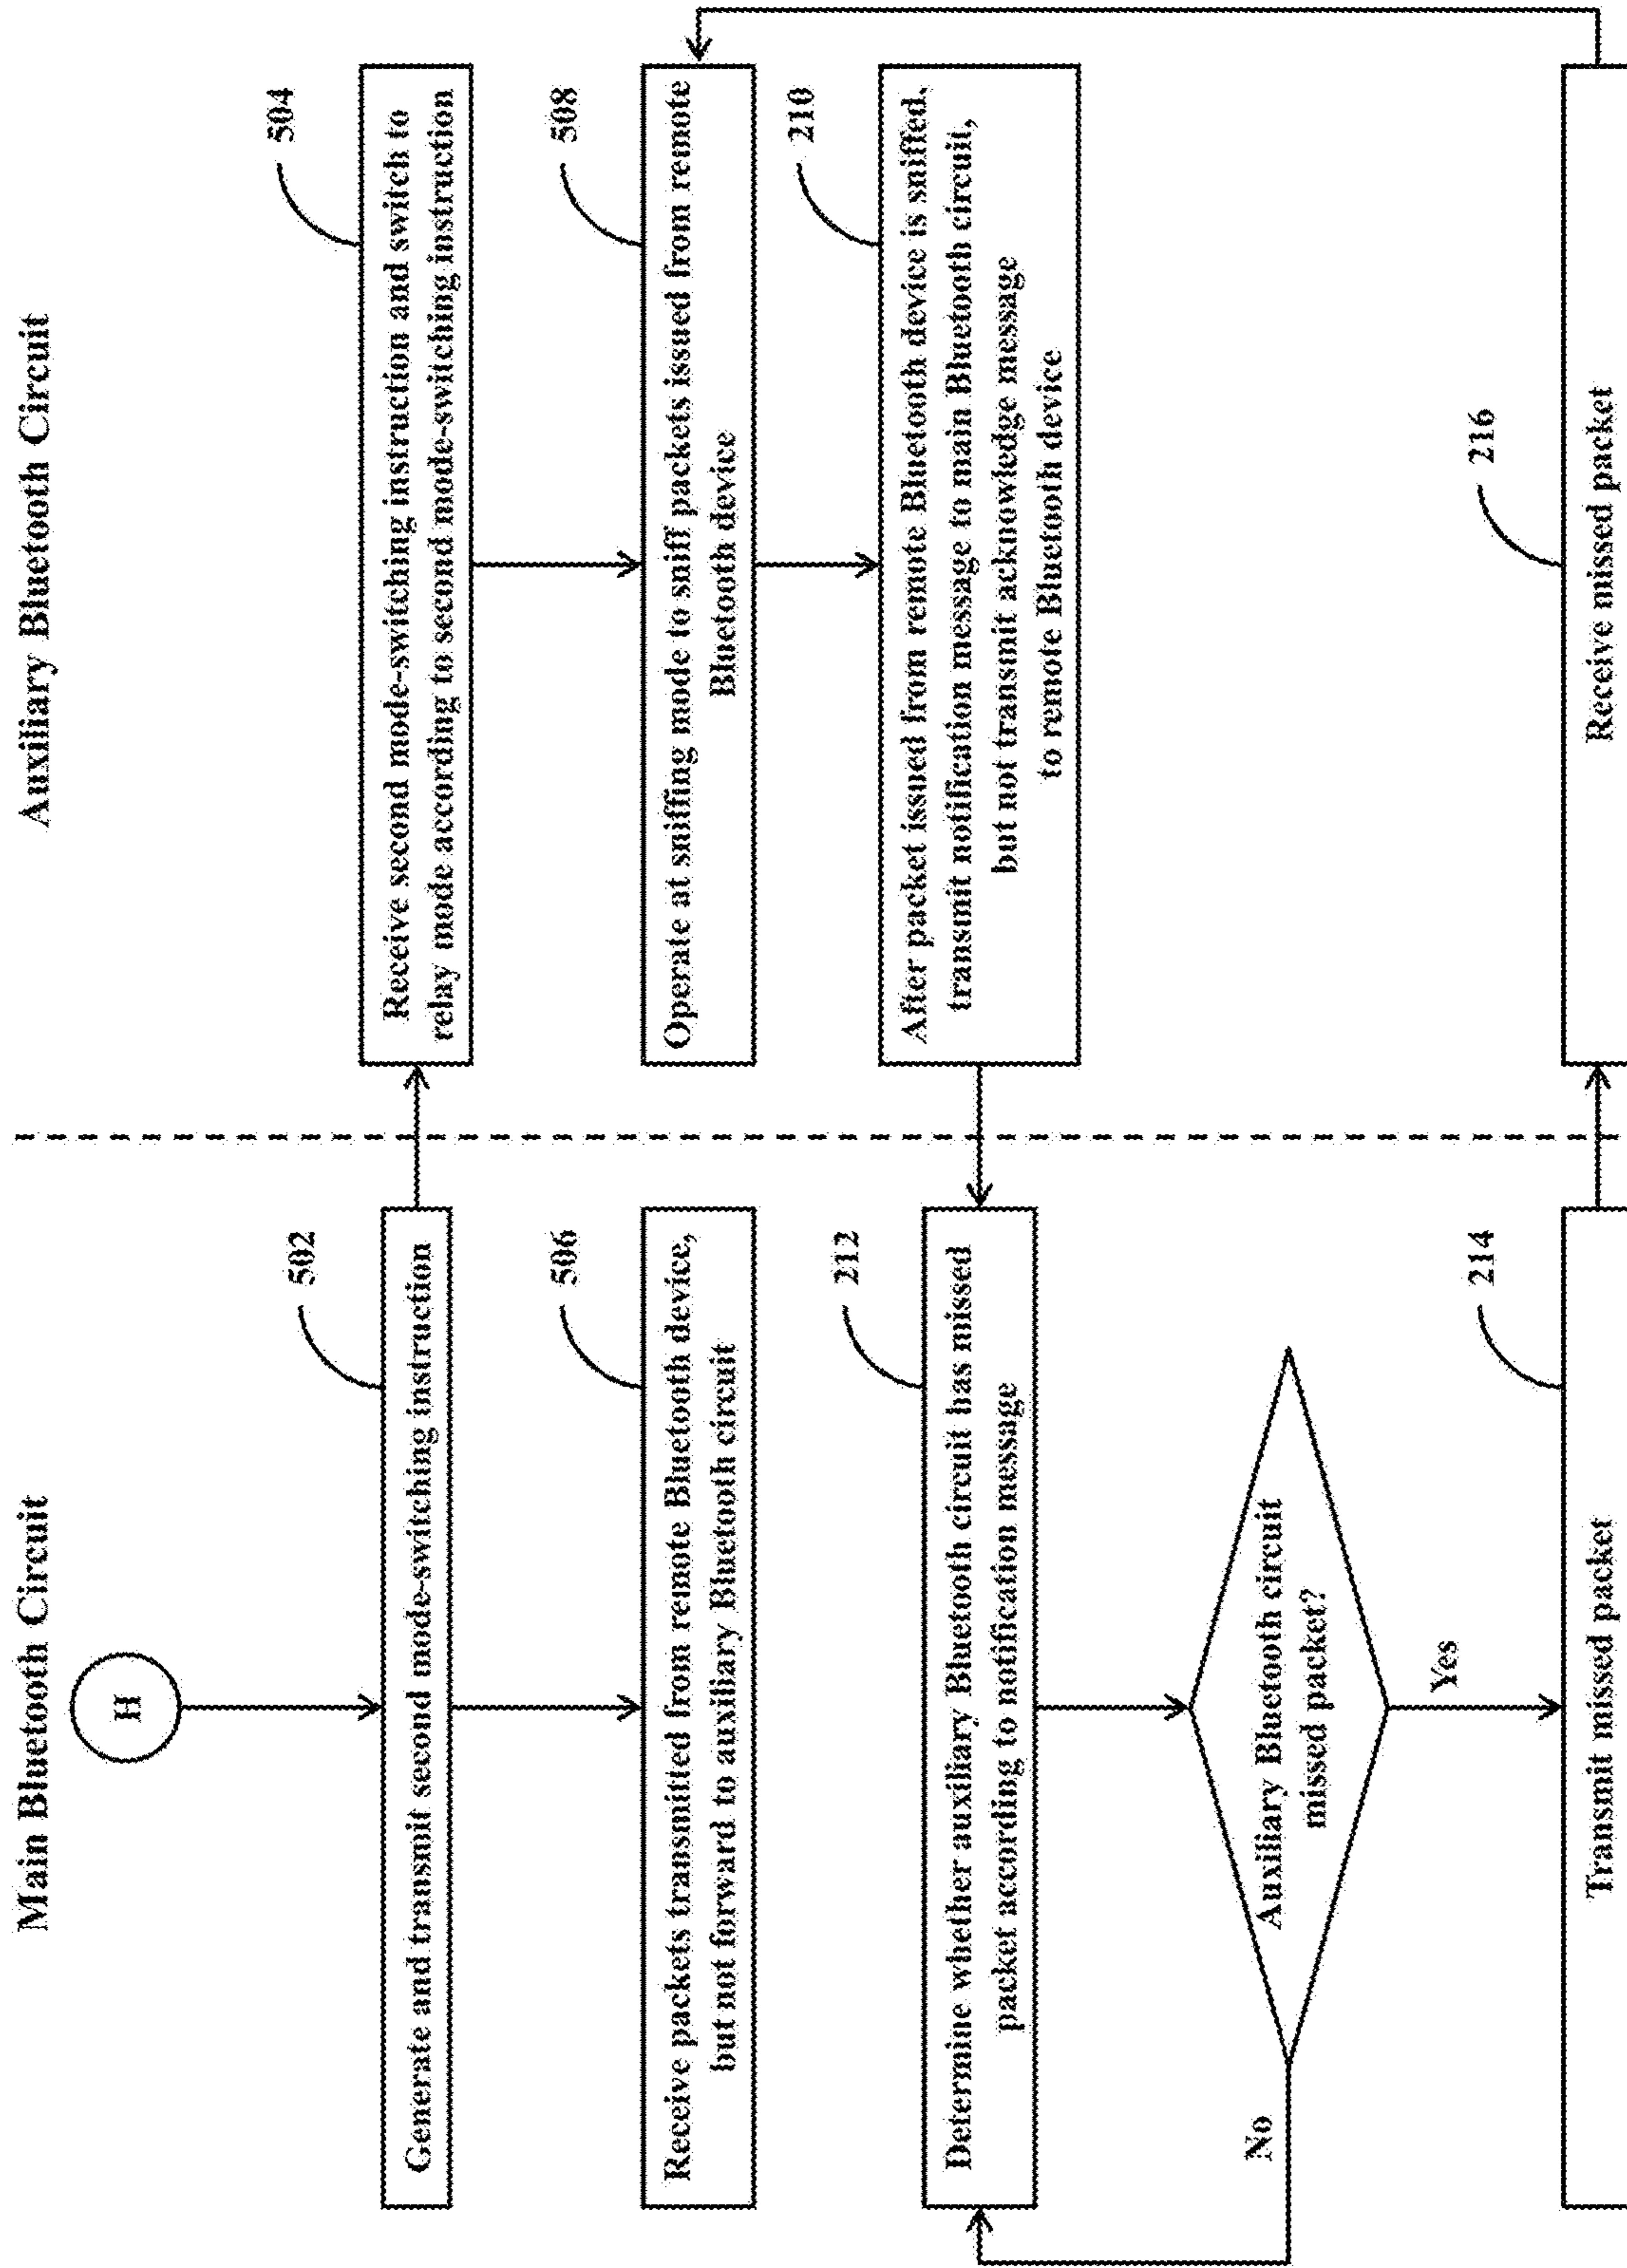 Main Bluetooth Circuit
Auxiliary Bluetooth Circuit
H
502
Generate and transmit second mode-switching instruction
504
Receive second mode-switching instruction and switch to
relay mode according to second mode-switching instruction
506
Receive packets transmitted from remote Bluetooth device,
but not forward to auxiliary Bluetooth circuit
508
Operate at sniffing mode to sniff packets issued from remote
Bluetooth device
210
After packet issued from remote Bluetooth device is sniffed,
transmit notification message to main Bluetooth circuit,
but not transmit acknowledge message
to remote Bluetooth device
212
Determine whether auxiliary Bluetooth circuit has missed
packet according to notification message
Auxiliary Bluetooth circuit
missed packet?
No
Yes
214
Transmit missed packet
216
Receive missed packet